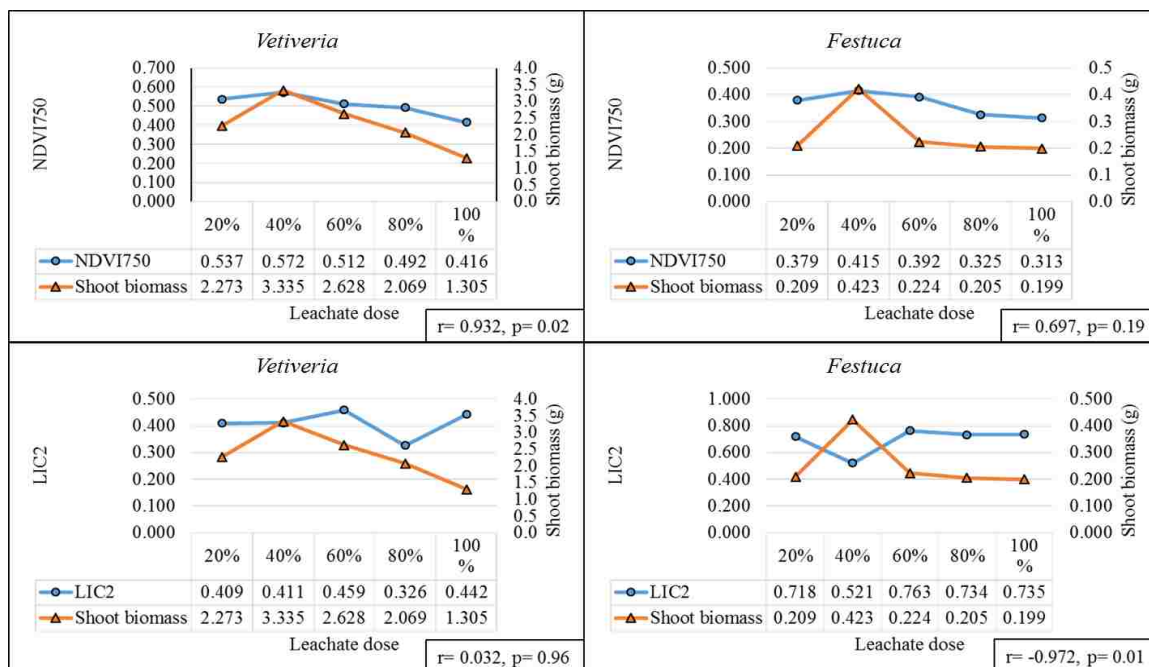 Vetiveria
NDVI750
0.700
0.600
0.500
0.400
0.300
0.200
0.100
0.000
4.0
3.5
3.0
2.5
2.0
1.5
1.0
0.5
0.0
Shoot biomass (g)
20% 40% 60% 80% 100 %
NDVI750 0.537 0.572 0.512 0.492 0.416
Shoot biomass 2.273 3.335 2.628 2.069 1.305
Leachate dose
r= 0.932, p= 0.02
Festuca
NDVI750
0.500
0.400
0.300
0.200
0.100
0.000
0.5
0.4
0.3
0.2
0.1
0
Shoot biomass (g)
20% 40% 60% 80% 100 %
NDVI750 0.379 0.415 0.392 0.325 0.313
Shoot biomass 0.209 0.423 0.224 0.205 0.199
Leachate dose
r= 0.697, p= 0.19
Vetiveria
LIC2
0.500
0.400
0.300
0.200
0.100
0.000
4.0
3.5
3.0
2.5
2.0
1.5
1.0
0.5
0.0
Shoot biomass (g)
20% 40% 60% 80% 100 %
LIC2 0.409 0.411 0.459 0.326 0.442
Shoot biomass 2.273 3.335 2.628 2.069 1.305
Leachate dose
r= 0.032, p= 0.96
Festuca
LIC2
1.000
0.800
0.600
0.400
0.200
0.000
0.500
0.400
0.300
0.200
0.100
0.000
Shoot biomass (g)
20% 40% 60% 80% 100 %
LIC2 0.718 0.521 0.763 0.734 0.735
Shoot biomass 0.209 0.423 0.224 0.205 0.199
Leachate dose
r= -0.972, p= 0.01